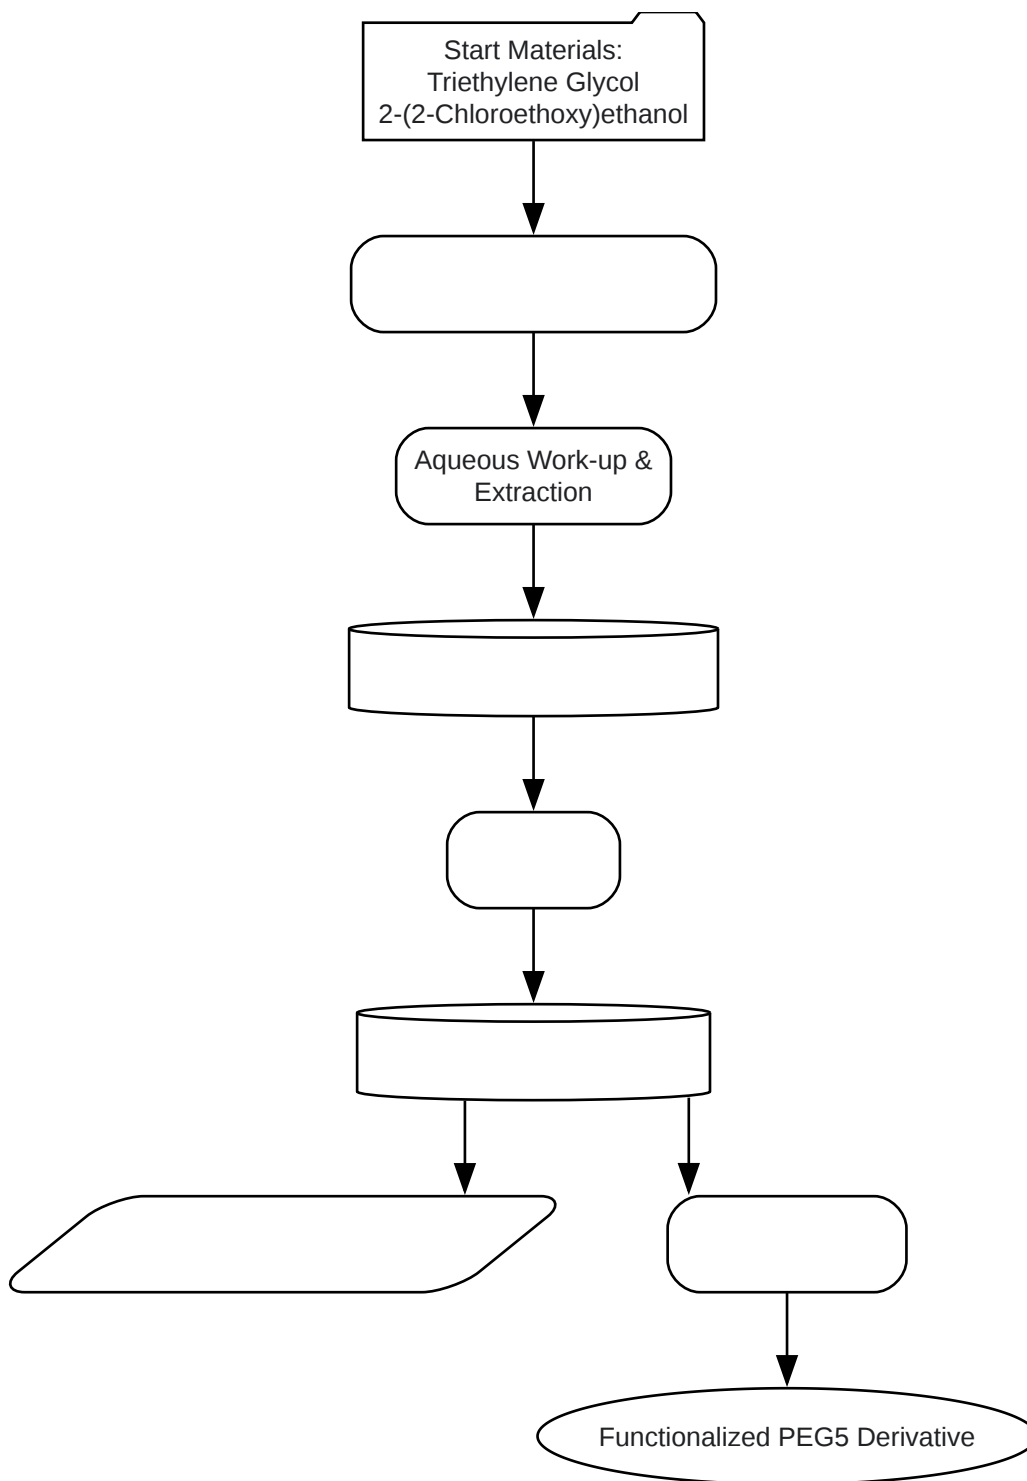 Start Materials:
Triethylene Glycol
2-(2-Chloroethoxy)ethanol
Aqueous Work-up &
Extraction
Functionalized PEG5 Derivative